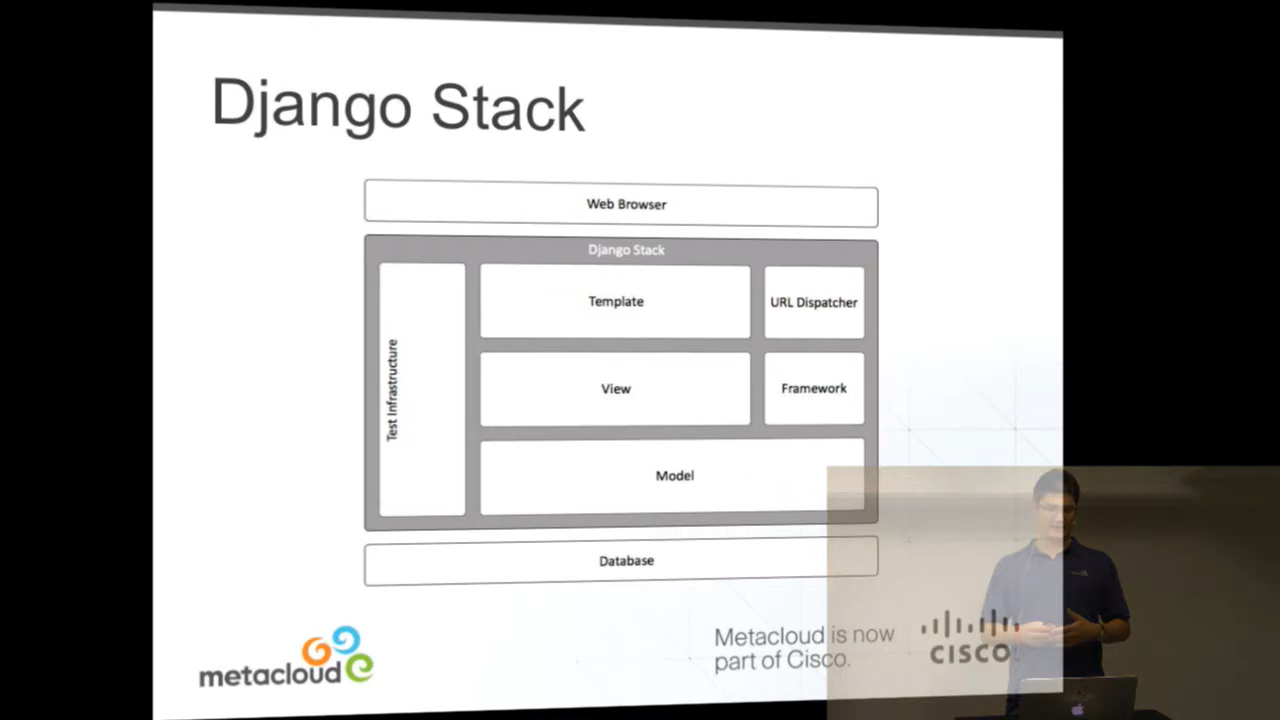 Django Stack
Web Browser
Django Stack
Test Infrastructure
Template
URL Dispatcher
View
Framework
Model
Database
metacloud
Metacloud is now
part of Cisco.
CISCO